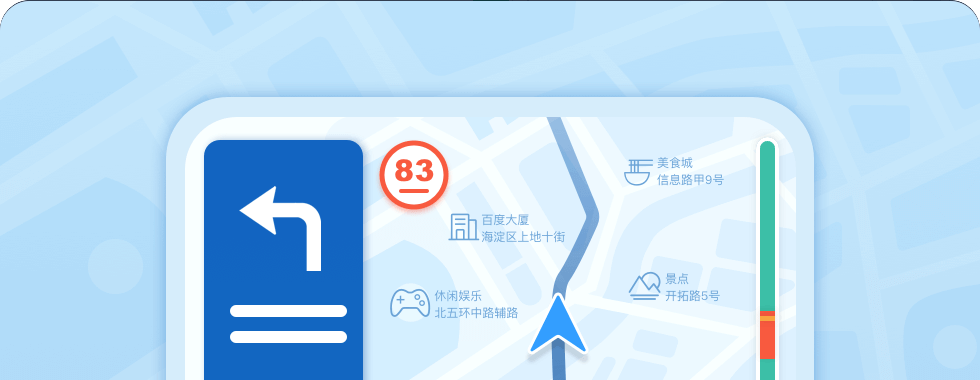 83
美食城
信息路甲9号
百度大厦
海淀区上地十街
景点
开拓路5号
休闲娱乐
北五环中路辅路